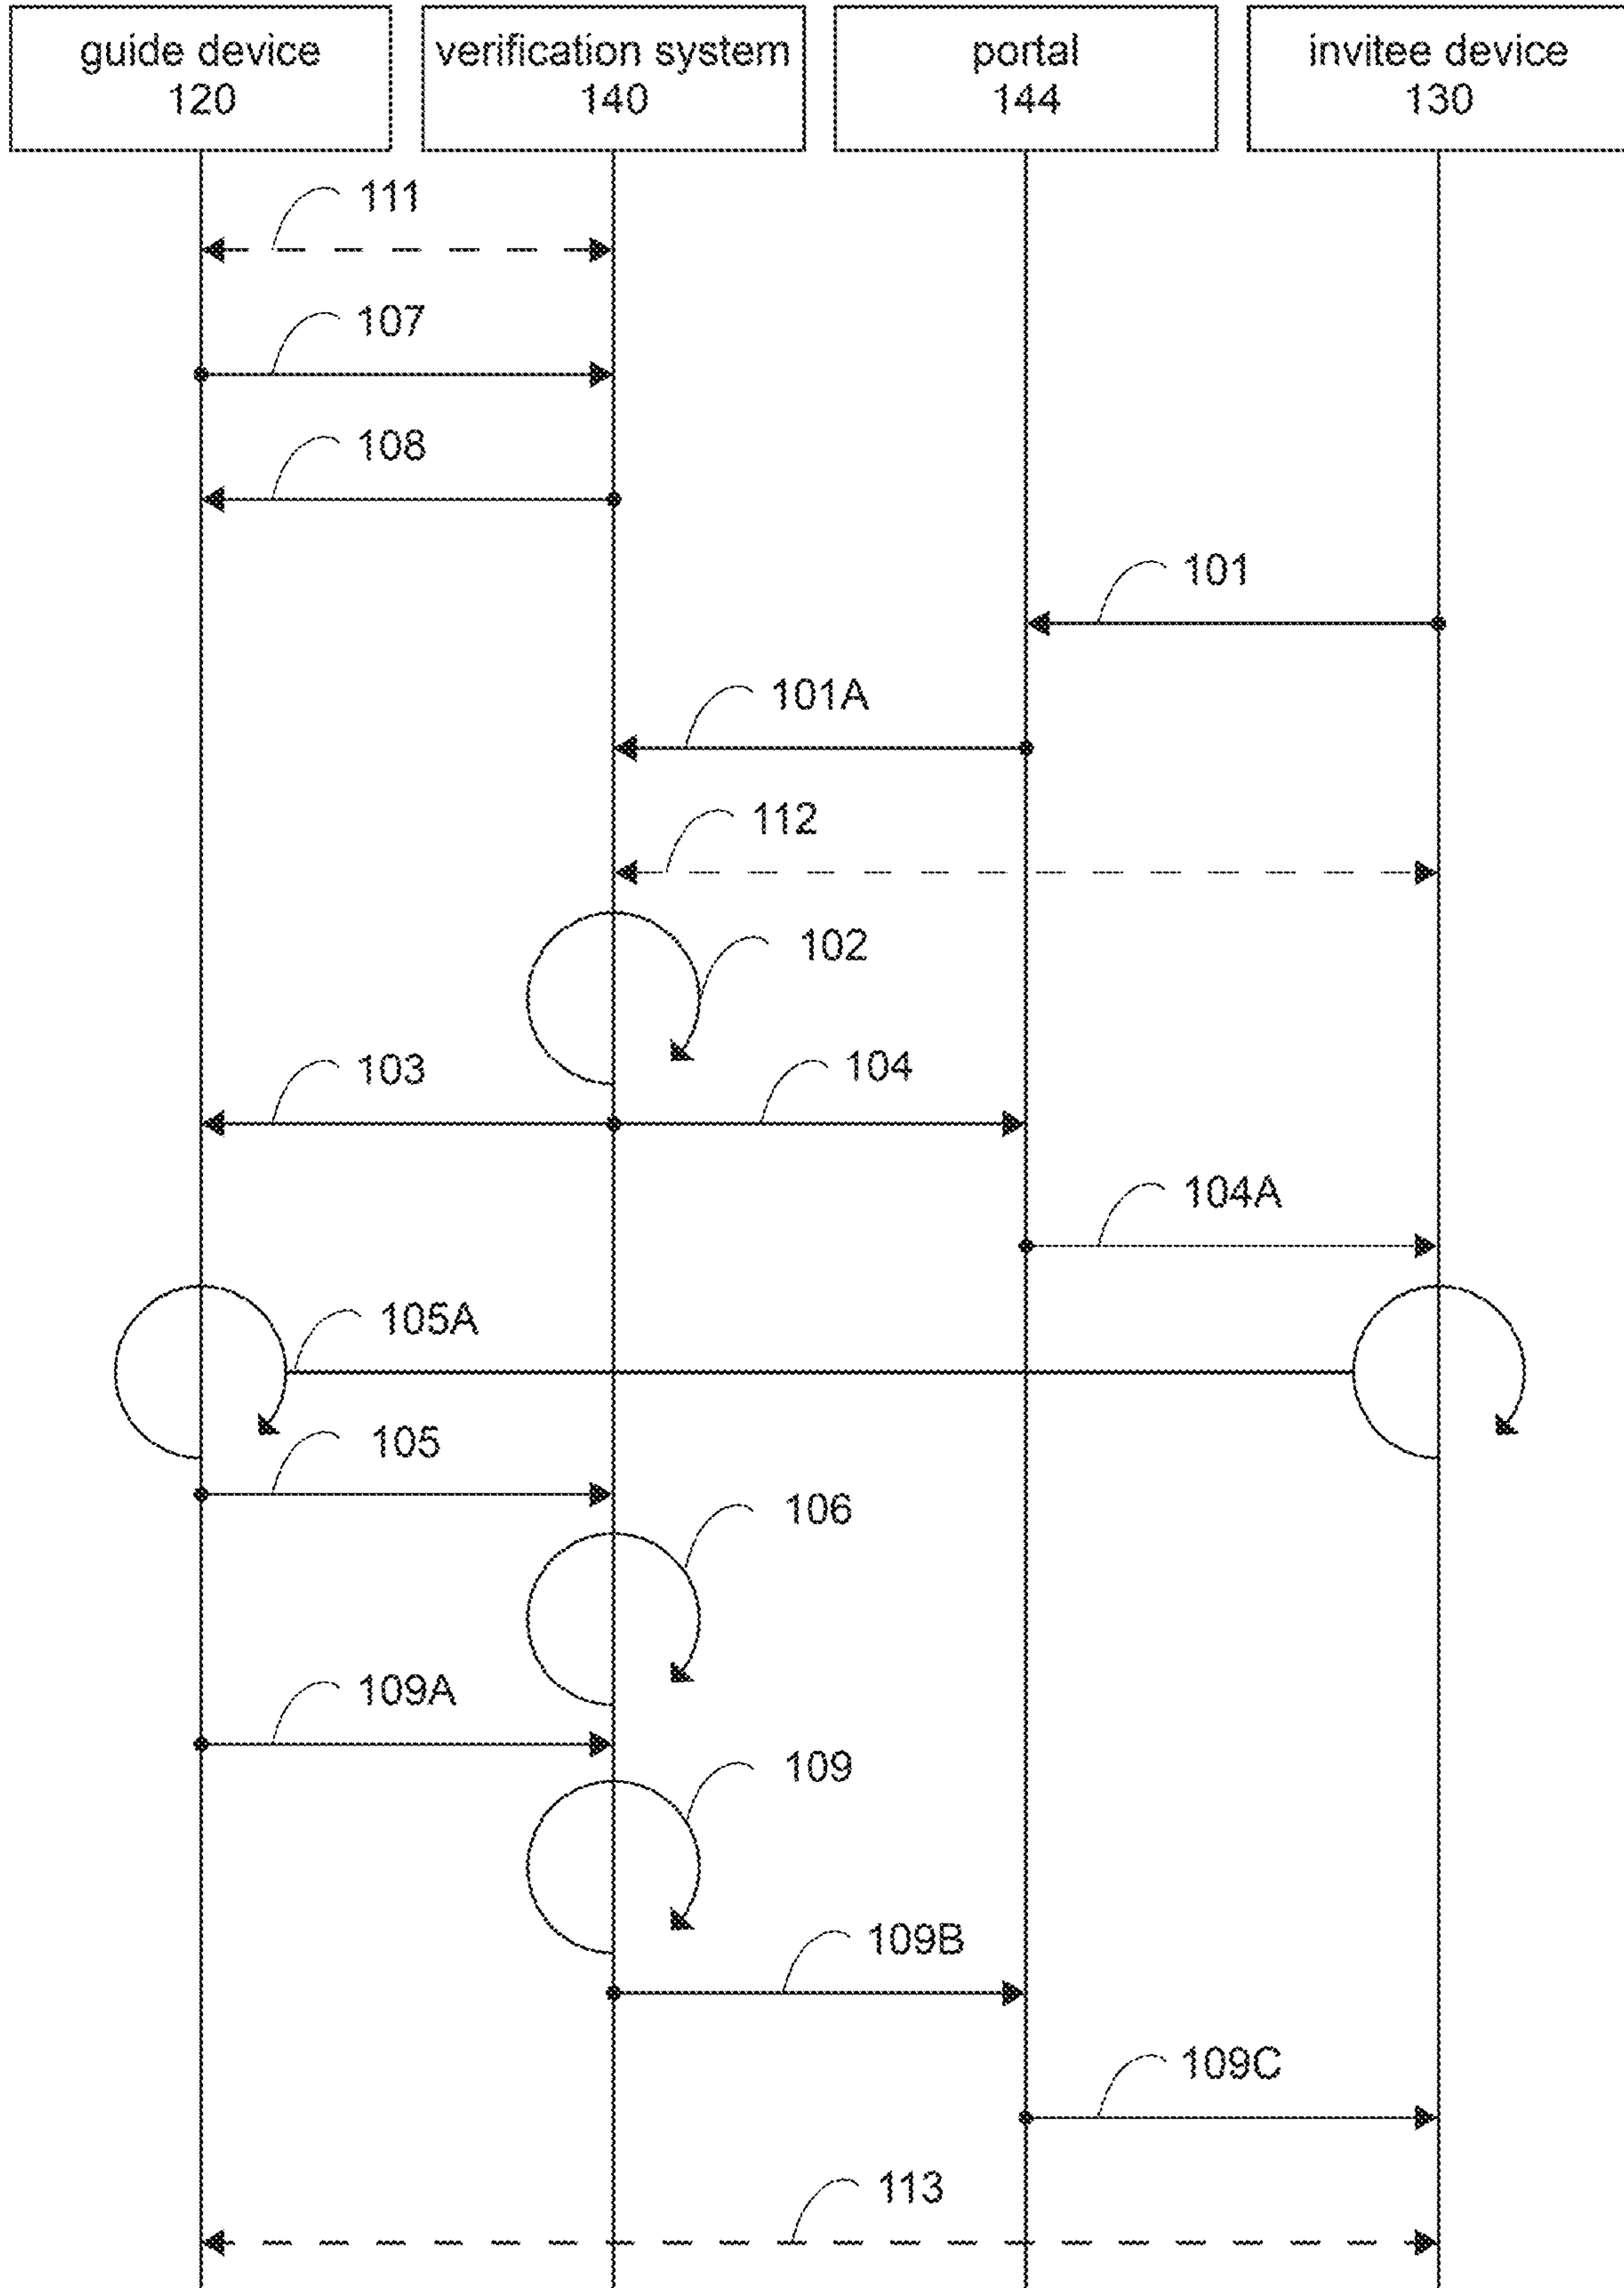 guide device
120
verification system
140
portal
144
invitee device
130
111
107
108
101
101A
112
102
103
104
104A
105A
105
106
109A
109
109B
109C
113